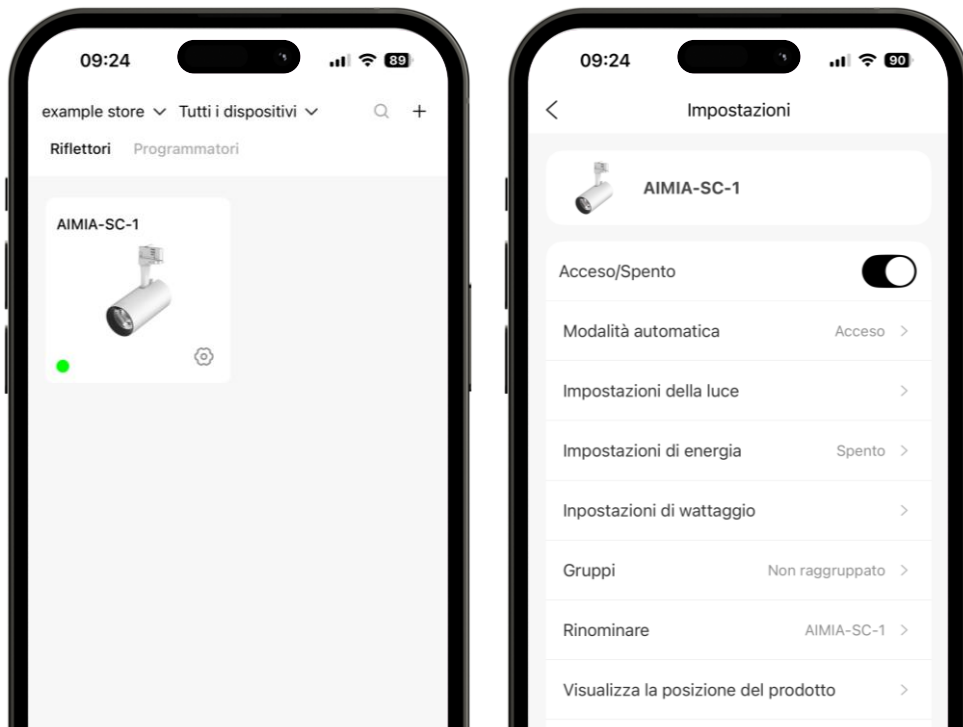 09:24 89
example store Tutti i dispositivi
Riflettori Programmatori
AIMIA-SC-1
09:24 90
Impostazioni
AIMIA-SC-1
Acceso/Spento
Modalità automatica Acceso
Impostazioni della luce
Impostazioni di energia Spento
Inpostazioni di wattaggio
Gruppi Non raggruppato
Rinominare AIMIA-SC-1
Visualizza la posizione del prodotto